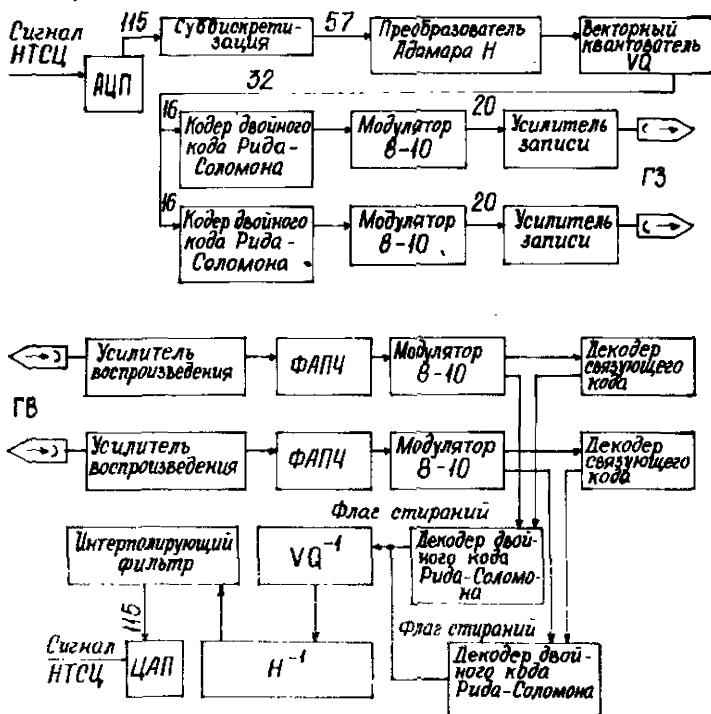 Сигнал
НТСЦ
115
АЦП
Суббискрети-
зация
57
Преобразователь
Адамара H
Векторный
квантователь
VQ
32
16
Кодер двойного
кода Рида-
Соломона
Модулятор
8-10
20
Усилитель
записи
ГЗ
16
Кодер двойного
кода Рида-
Соломона
Модулятор
8-10
20
Усилитель
записи
Усилитель
воспроизведения
ФАПЧ
Модулятор
8-10
Декодер
связующего
кода
ГВ
Усилитель
воспроизведения
ФАПЧ
Модулятор
8-10
Декодер
связующего
кода
Флаг стираний
Интерполирующий
фильтр
VQ⁻¹
Декодер двой-
ного кода
Рида-Соломо-
на
115
Флаг стираний
Сигнал
НТСЦ
ЦАП
H⁻¹
Декодер двой-
ного кода
Рида-Соломона